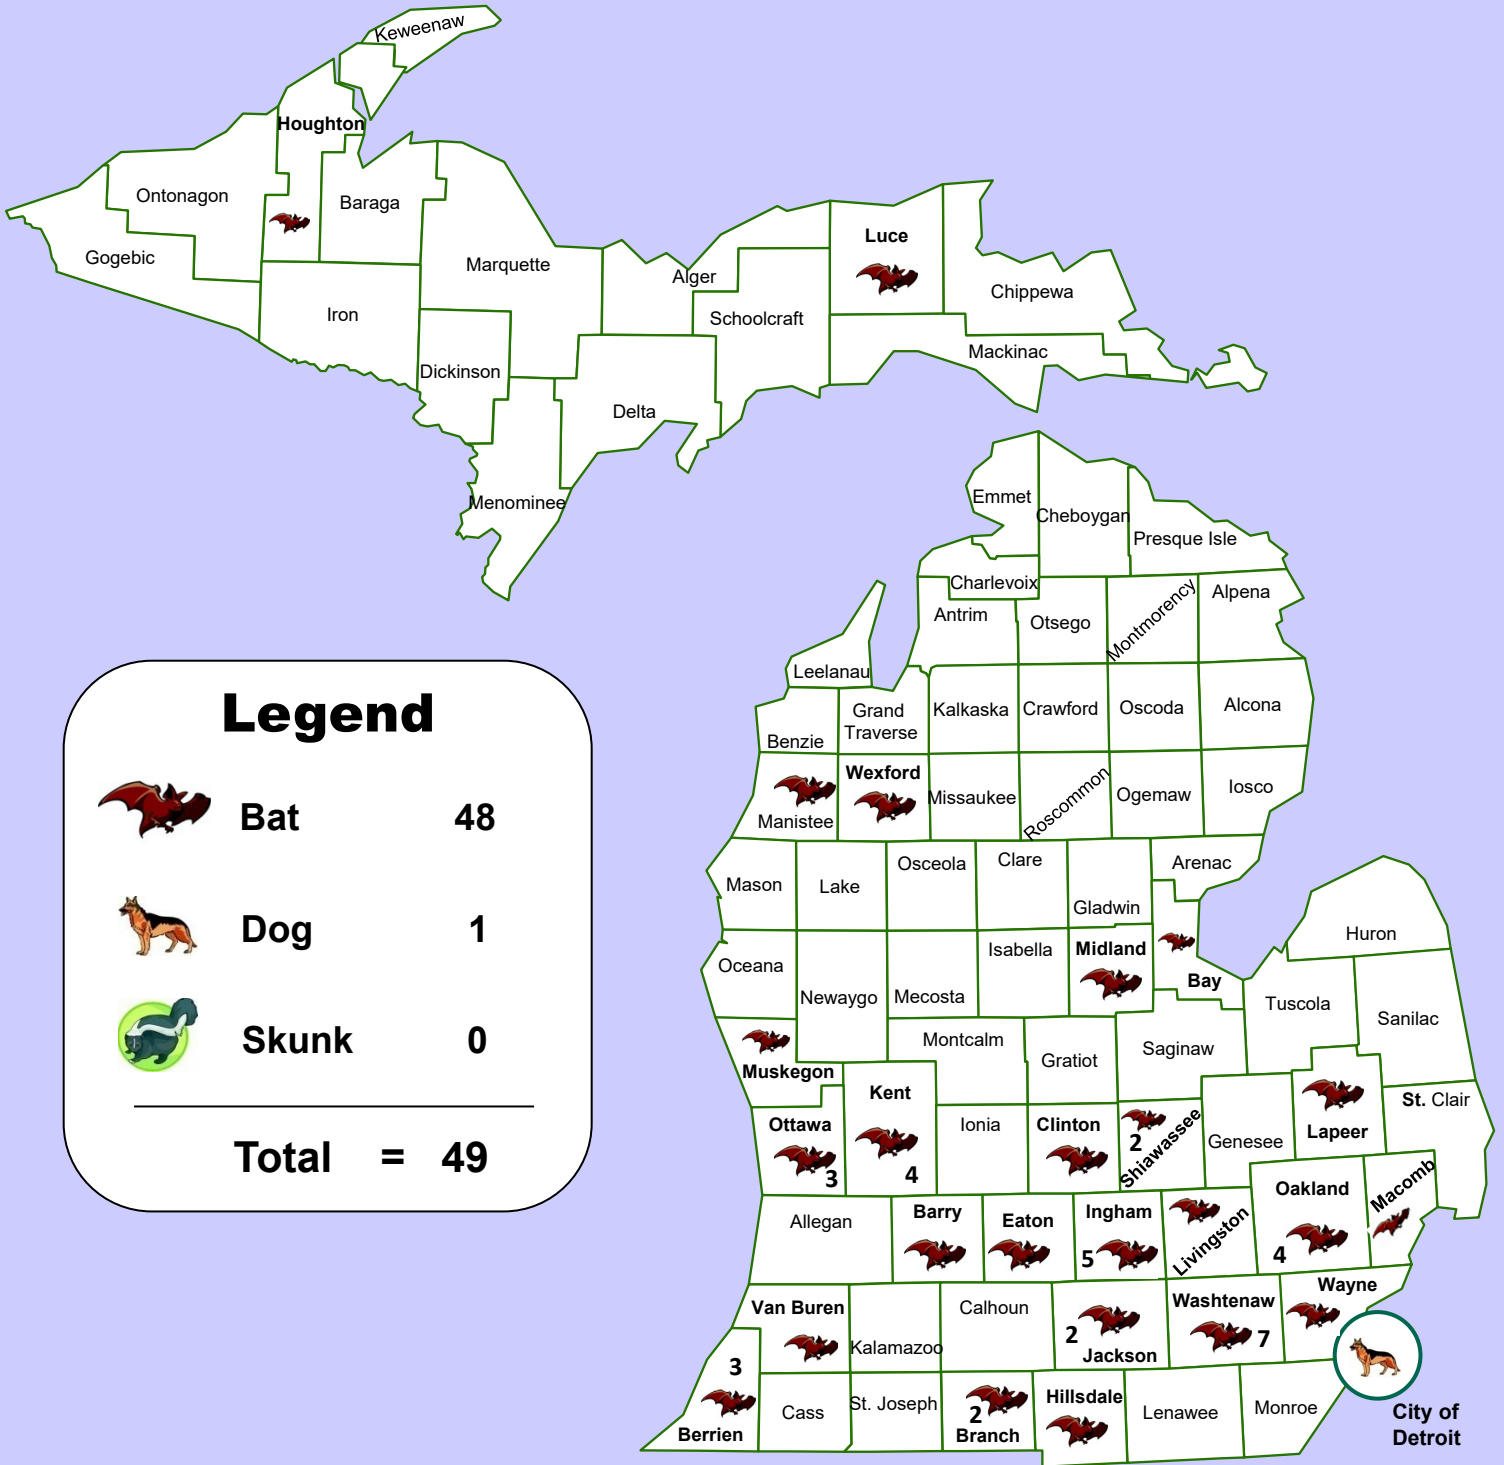 Keweenaw
Houghton
Ontonagon
Baraga
Gogebic
Marquette
Iron
Dickinson
Menominee
Alger
Schoolcraft
Delta
Luce
Chippewa
Mackinac
Emmet
Cheboygan
Presque Isle
Charlevoix
Antrim
Otsego
Montmorency
Alpena
Leelanau
Benzie
Grand
Traverse
Kalkaska
Crawford
Oscoda
Alcona
Manistee
Wexford
Missaukee
Roscommon
Ogemaw
Iosco
Mason
Lake
Osceola
Clare
Gladwin
Arenac
Oceana
Newaygo
Mecosta
Isabella
Midland
Bay
Huron
Tuscola
Sanilac
Muskegon
Montcalm
Gratiot
Saginaw
Ottawa
3
Kent
4
Ionia
Clinton
2
Shiawassee
Genesee
Lapeer
St. Clair
Allegan
Barry
Eaton
Ingham
5
Livingston
Oakland
4
Macomb
Van Buren
Kalamazoo
Calhoun
2
Jackson
Washtenaw
7
Wayne
3
Berrien
Cass
St. Joseph
2
Branch
Hillsdale
Lenawee
Monroe
City of
Detroit
Legend
Bat 48
Dog 1
Skunk 0
Total = 49